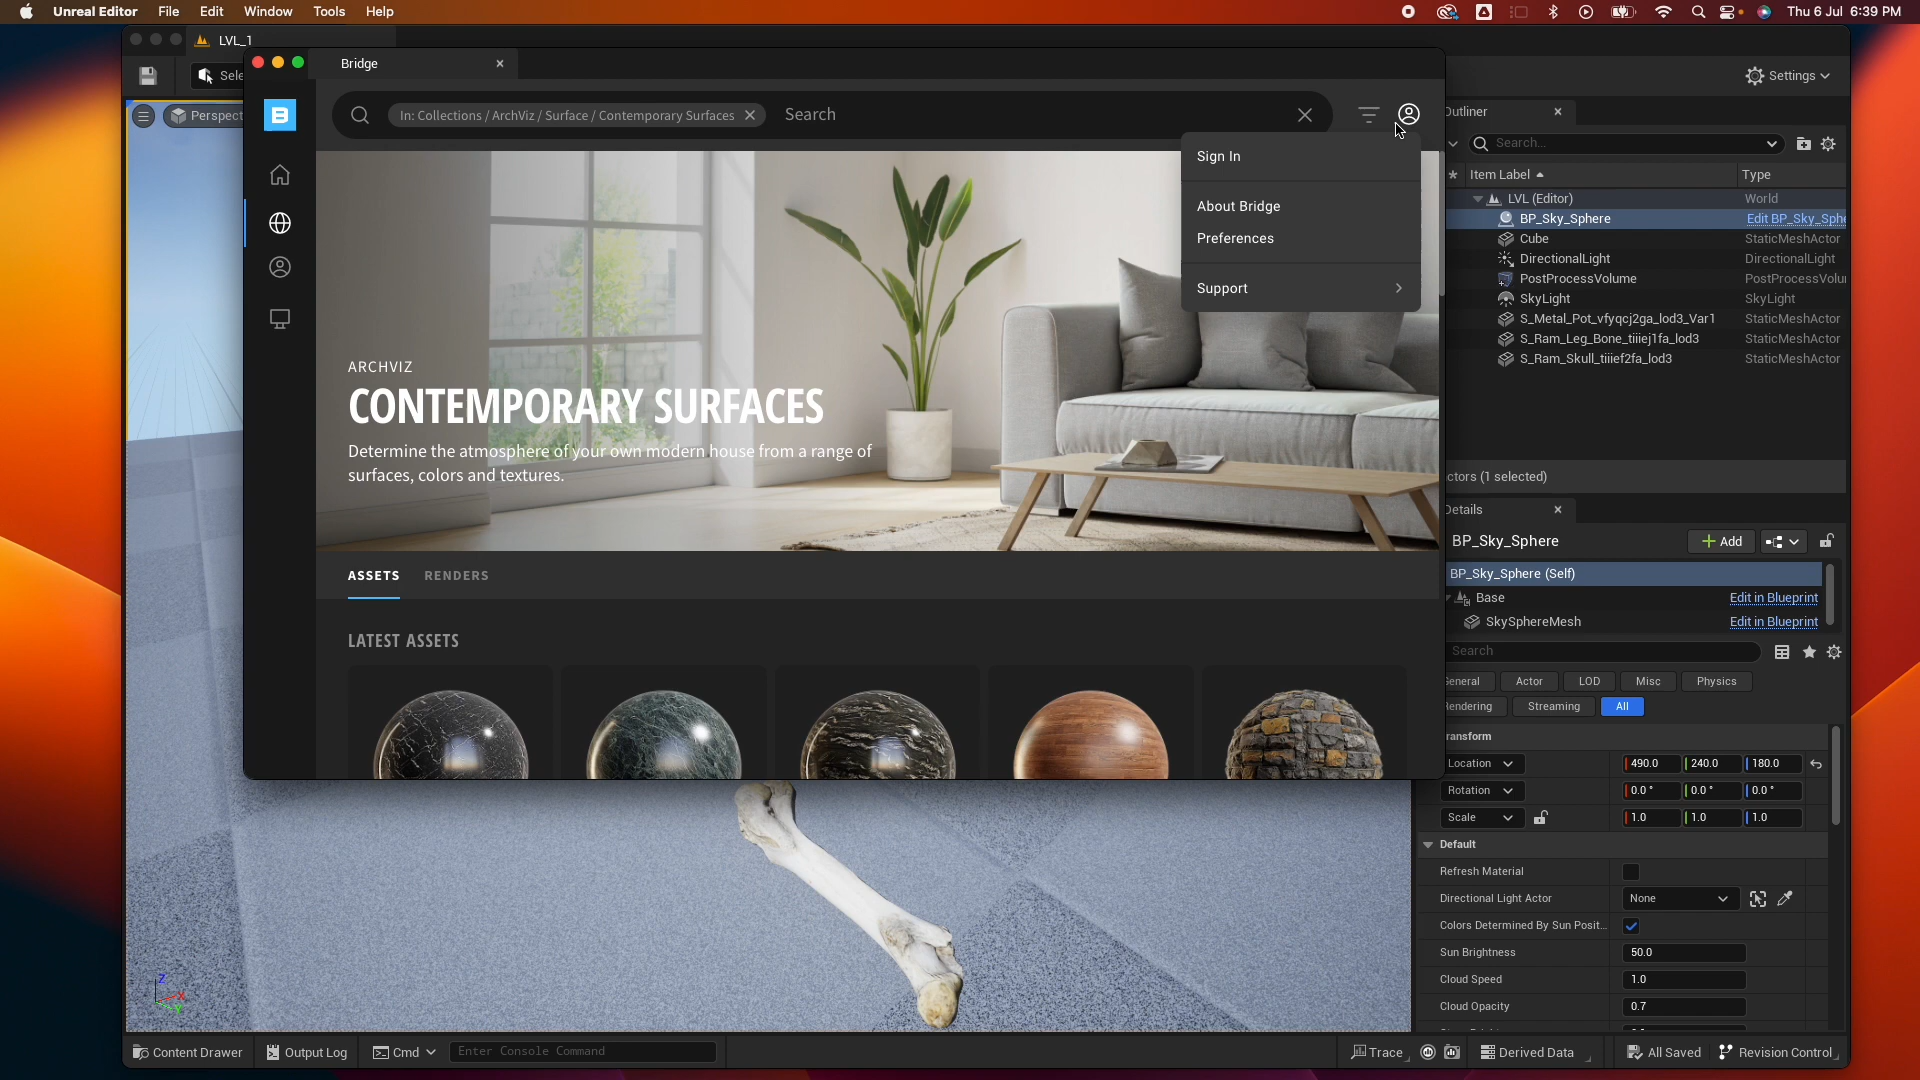 Unreal Editor File Edit Window Tools Help
Thu 6 Jul 6:39 PM
LVL_1
Bridge
Settings
Perspect
In: Collections / ArchViz / Surface / Contemporary Surfaces
Search
Sign In
About Bridge
Preferences
Support
ARCHVIZ
CONTEMPORARY SURFACES
Determine the atmosphere of your own modern house from a range of
surfaces, colors and textures.
ASSETS RENDERS
LATEST ASSETS
Outliner
Search...
Item Label Type
LVL (Editor) World
BP_Sky_Sphere Edit BP_Sky_Sphe
Cube StaticMeshActor
DirectionalLight DirectionalLight
PostProcessVolume PostProcessVolu
SkyLight SkyLight
S_Metal_Pot_vfyqcj2ga_lod3_Var1 StaticMeshActor
S_Ram_Leg_Bone_tiiiej1fa_lod3 StaticMeshActor
S_Ram_Skull_tiiief2fa_lod3 StaticMeshActor
ctors (1 selected)
Details
BP_Sky_Sphere Add
BP_Sky_Sphere (Self)
Base Edit in Blueprint
SkySphereMesh Edit in Blueprint
Search
eneral Actor LOD Misc Physics
endering Streaming All
ransform
Location 490.0 240.0 180.0
Rotation 0.0 ° 0.0 ° 0.0 °
Scale 1.0 1.0 1.0
Default
Refresh Material
Directional Light Actor None
Colors Determined By Sun Posit...
Sun Brightness 50.0
Cloud Speed 1.0
Cloud Opacity 0.7
Z
X
Y
Content Drawer Output Log Cmd Enter Console Command
Trace Derived Data All Saved Revision Control